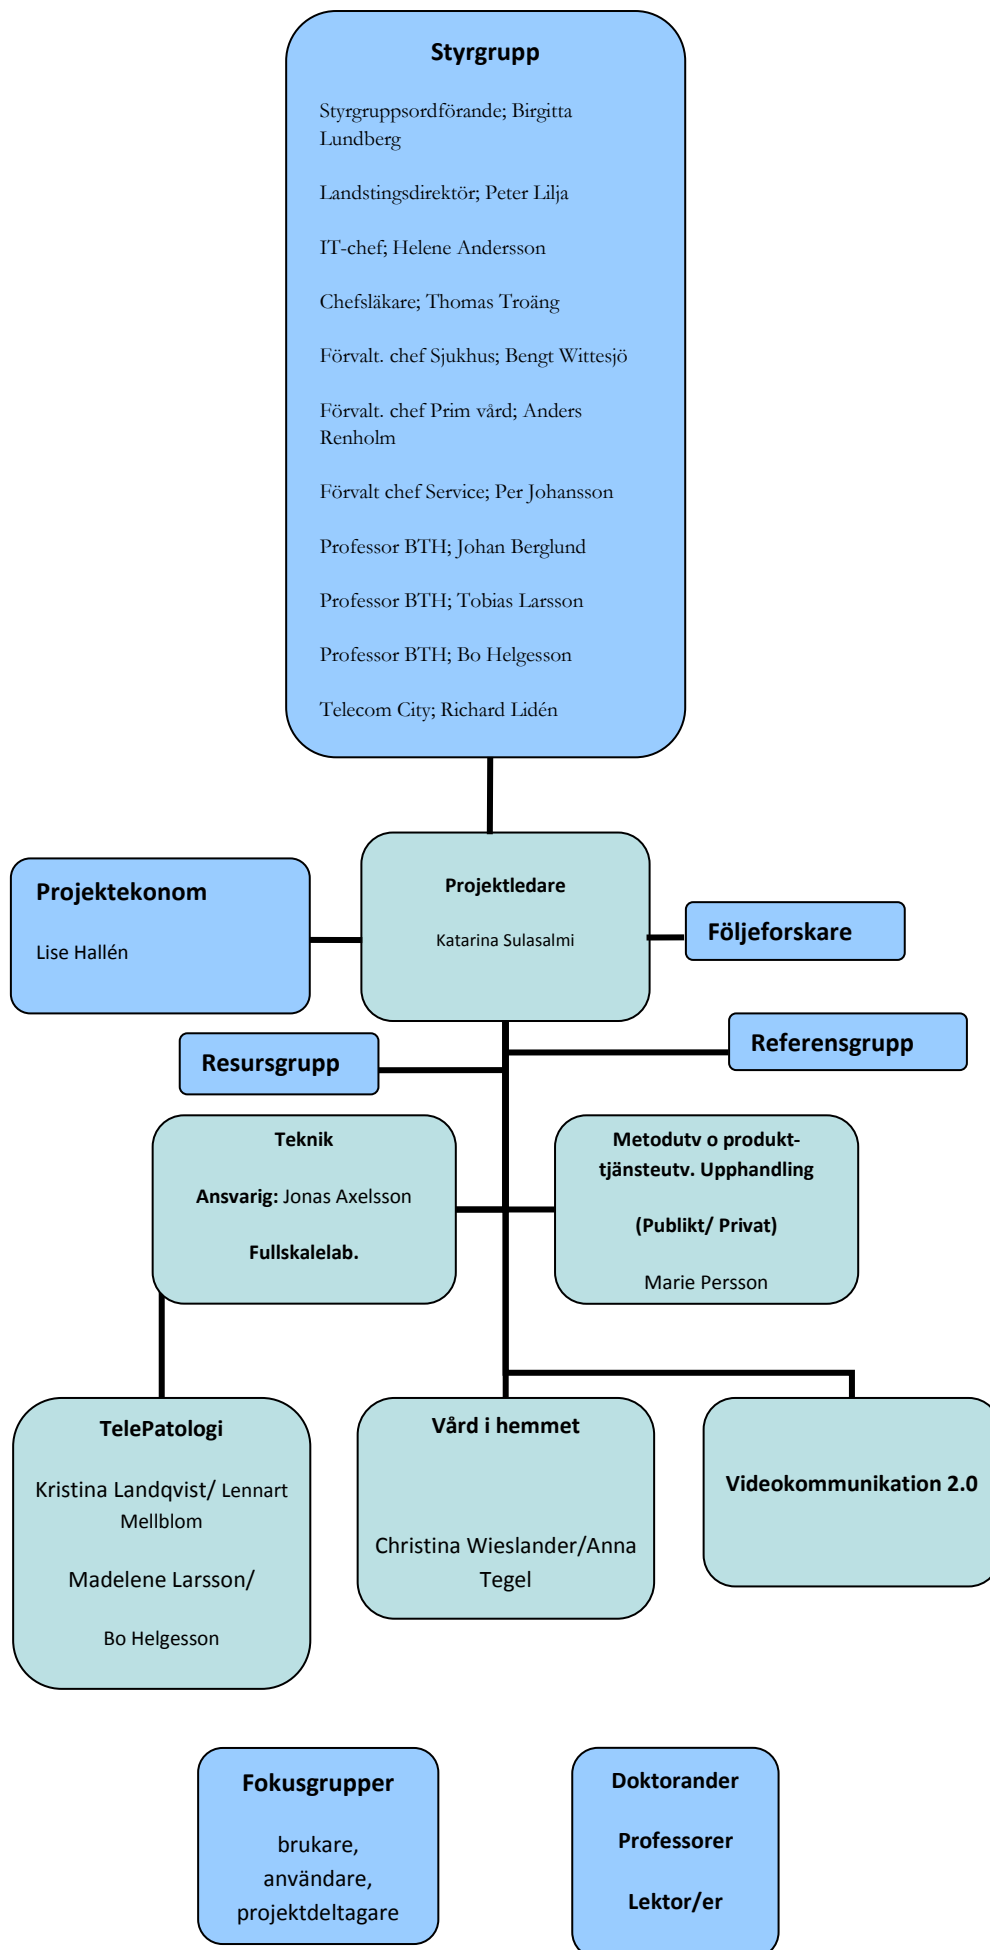 Styrgrupp
Styrgruppsordförande; Birgitta
Lundberg
Landstingsdirektör; Peter Lilja
IT-chef; Helene Andersson
Chefsläkare; Thomas Troäng
Förvalt. chef Sjukhus; Bengt Wittesjö
Förvalt. chef Prim vård; Anders
Renholm
Förvalt chef Service; Per Johansson
Professor BTH; Johan Berglund
Professor BTH; Tobias Larsson
Professor BTH; Bo Helgesson
Telecom City; Richard Lidén
Projektekonom
Lise Hallén
Projektledare
Katarina Sulasalmi
Följeforskare
Resursgrupp
Referensgrupp
Teknik
Ansvarig: Jonas Axelsson
Fullskalelab.
Metodutv o produkt-
tjänsteutv. Upphandling
(Publikt/ Privat)
Marie Persson
TelePatologi
Kristina Landqvist/ Lennart
Mellblom
Madelene Larsson/
Bo Helgesson
Vård i hemmet
Christina Wieslander/Anna
Tegel
Videokommunikation 2.0
Fokusgrupper
brukare,
användare,
projektdeltagare
Doktorander
Professorer
Lektor/er